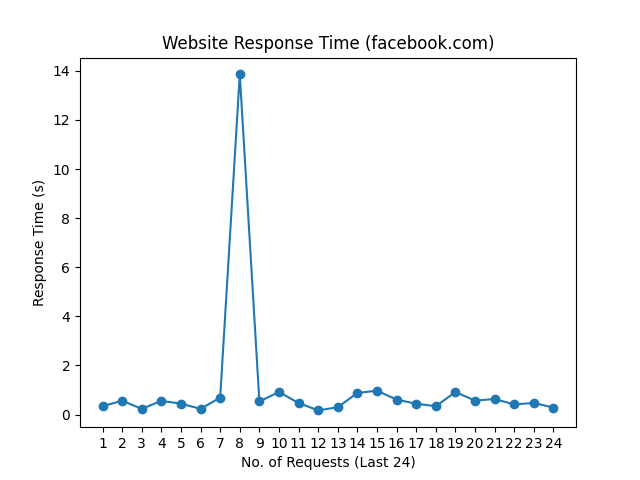 Website Response Time (facebook.com)
14
12
10
8
6
4
2
0
Response Time (s)
1 2 3 4 5 6 7 8 9 10 11 12 13 14 15 16 17 18 19 20 21 22 23 24
No. of Requests (Last 24)